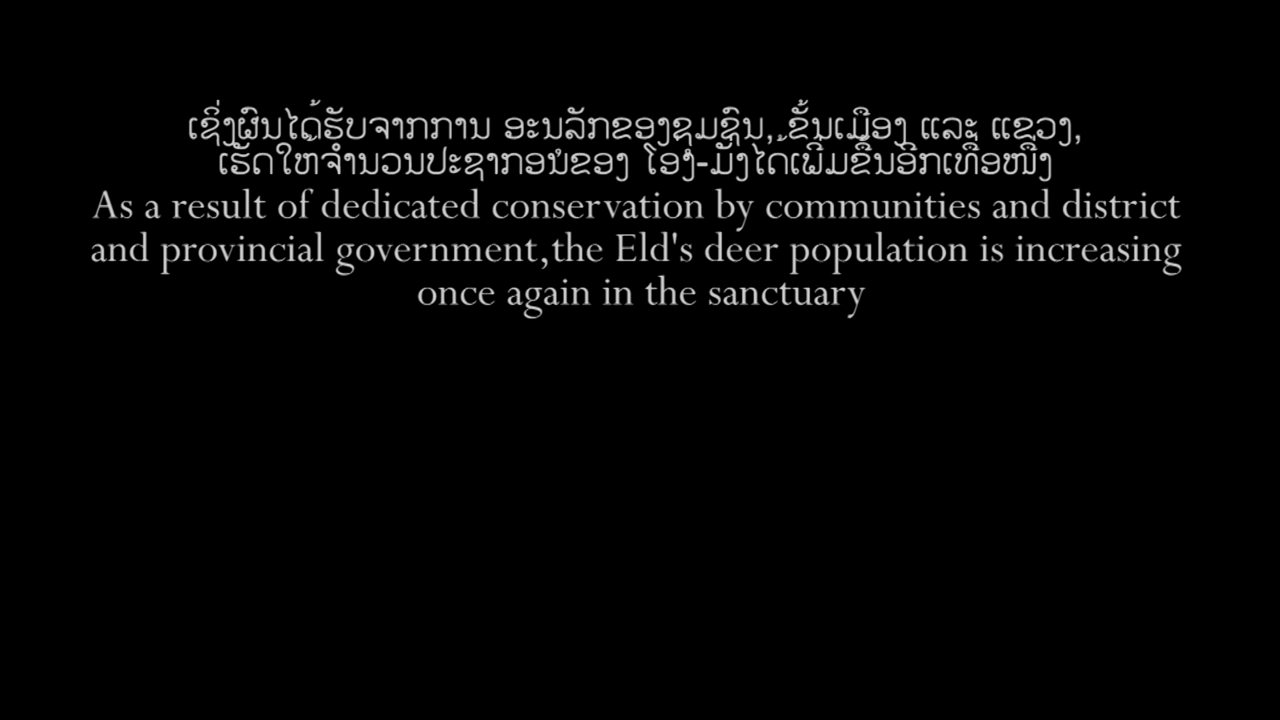 ເຊິ່ງຜົນໄດ້ຮັບຈາກການ ອະນລັກຂອງຊຸມຊົນ, ຂັ້ນເມືອງ ແລະ ແຂວງ,
ເຮັດໃຫ້ຈຳນວນປະຊາກອນຂອງ ໂອງ-ມັ່ງໄດ້ເພີ່ມຂື້ນອີກເທື່ອໜື່ງ
As a result of dedicated conservation by communities and district
and provincial government,the Eld's deer population is increasing
once again in the sanctuary